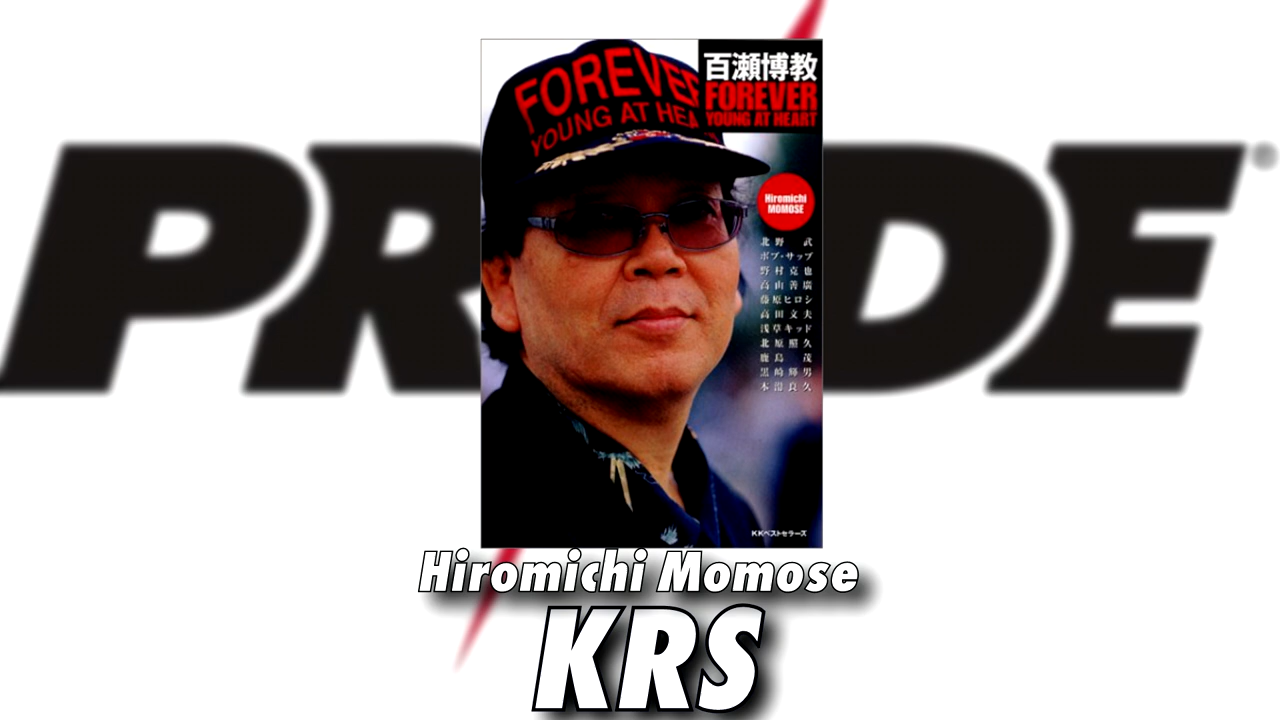 PRIDE®
FOREVER
YOUNG AT HEA
百瀬博教
FOREVER
YOUNG AT HEART
Hiromichi
MOMOSE
北野 武
ボブ・サップ
野村克也
高山善廣
藤原ヒロシ
高田文夫
浅草キッド
北原照久
鹿島 茂
黒崎輝男
本澄良久
KKベストセラーズ
Hiromichi Momose
KRS